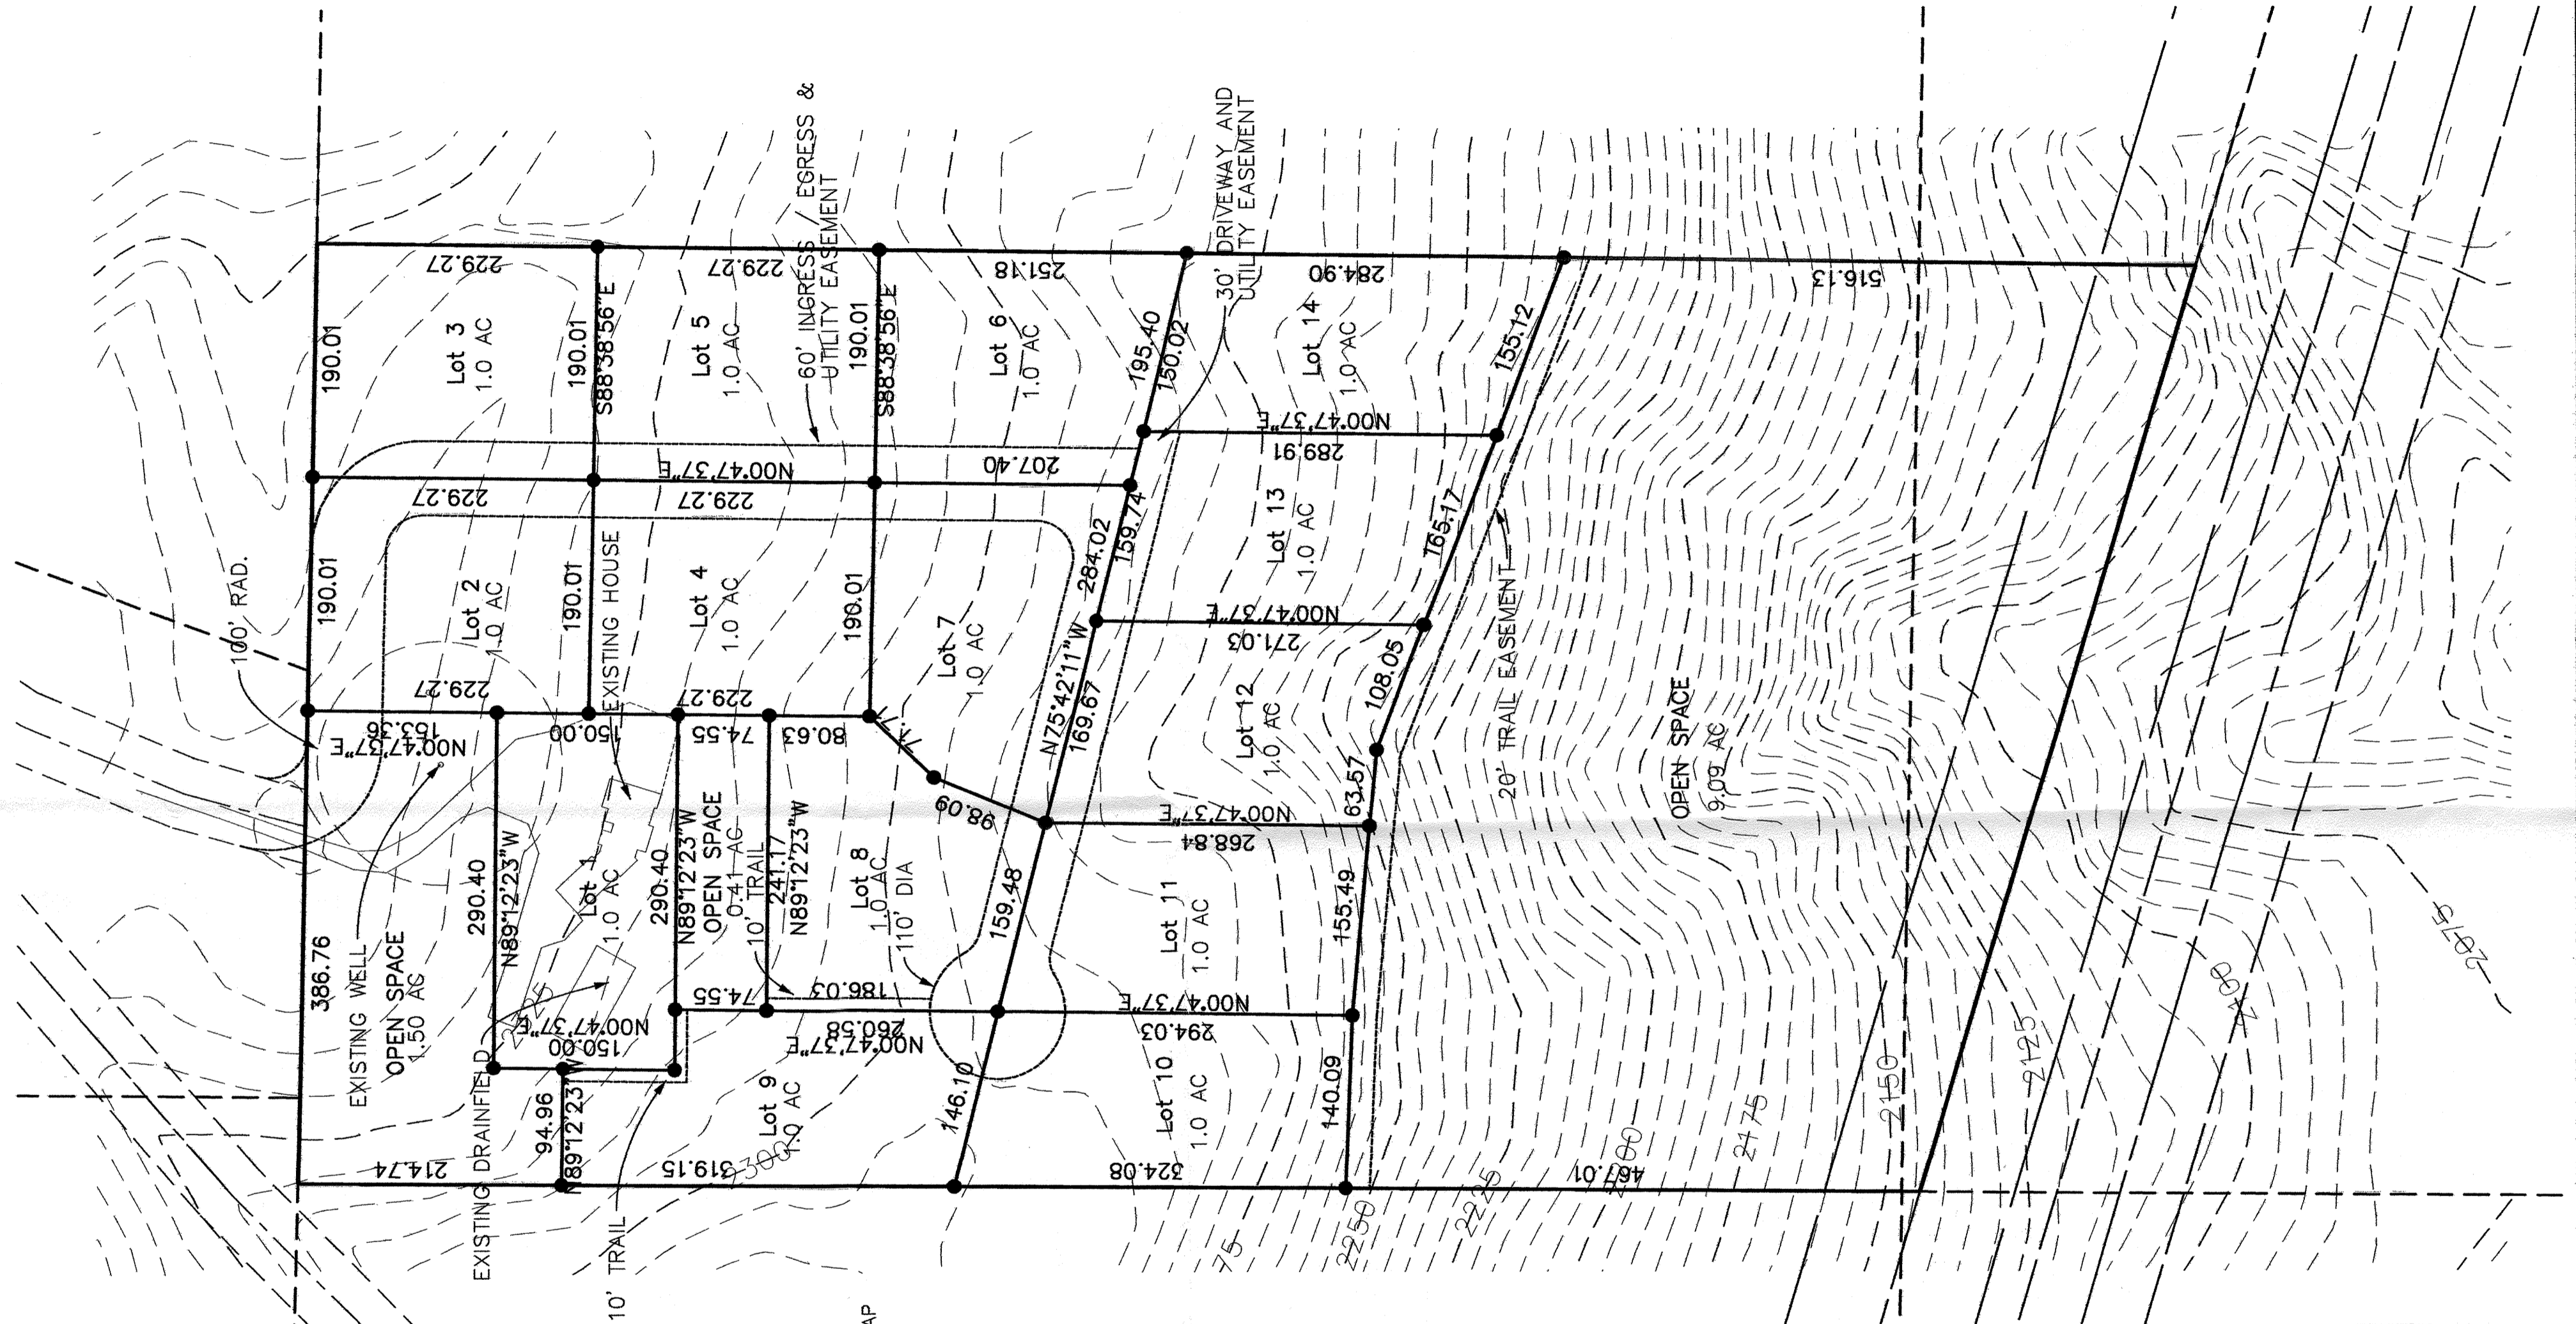 100' RAD.
190.01
190.01
386.76
229.27
Lot 3
1.0 AC
190.01
S88°38'56"E
229.27
Lot 5
1.0 AC
60' INGRESS / EGRESS &
UTILITY EASEMENT
190.01
S88°38'56"E
251.18
Lot 6
1.0 AC
195.40
150.02
30' DRIVEWAY AND
UTILITY EASEMENT
284.90
Lot 14
1.0 AC
155.12
516.13
229.27
Lot 2
1.0 AC
229.27
190.01
N00°47'37"E
229.27
EXISTING HOUSE
Lot 4
1.0 AC
229.27
190.01
207.40
Lot 7
1.0 AC
284.02
159.74
N75°42'11"W
169.67
N00°47'37"E
289.91
Lot 13
1.0 AC
165.17
N00°47'37"E
271.03
Lot 12
1.0 AC
108.05
63.57
20' TRAIL EASEMENT
OPEN SPACE
9.09 AC
153.36
N00°47'37"E
150.00
74.55
80.63
98.09
EXISTING WELL
OPEN SPACE
1.50 AC
290.40
N89°12'23"W
Lot 1
1.0 AC
290.40
N89°12'23"W
OPEN SPACE
0.41 AC
10' TRAIL
241.17
N89°12'23"W
Lot 8
1.0 AC
110' DIA
159.48
N00°47'37"E
268.84
Lot 11
1.0 AC
155.49
EXISTING DRAINFIELD
N00°47'37"E
150.00
74.55
186.03
260.58
N00°47'37"E
N00°47'37"E
294.03
214.74
94.96
N89°12'23"W
10' TRAIL
319.15
Lot 9
1.0 AC
146.10
324.08
Lot 10
1.0 AC
140.09
467.01
2250
2225
2175
2150
2125
2075
75
AP